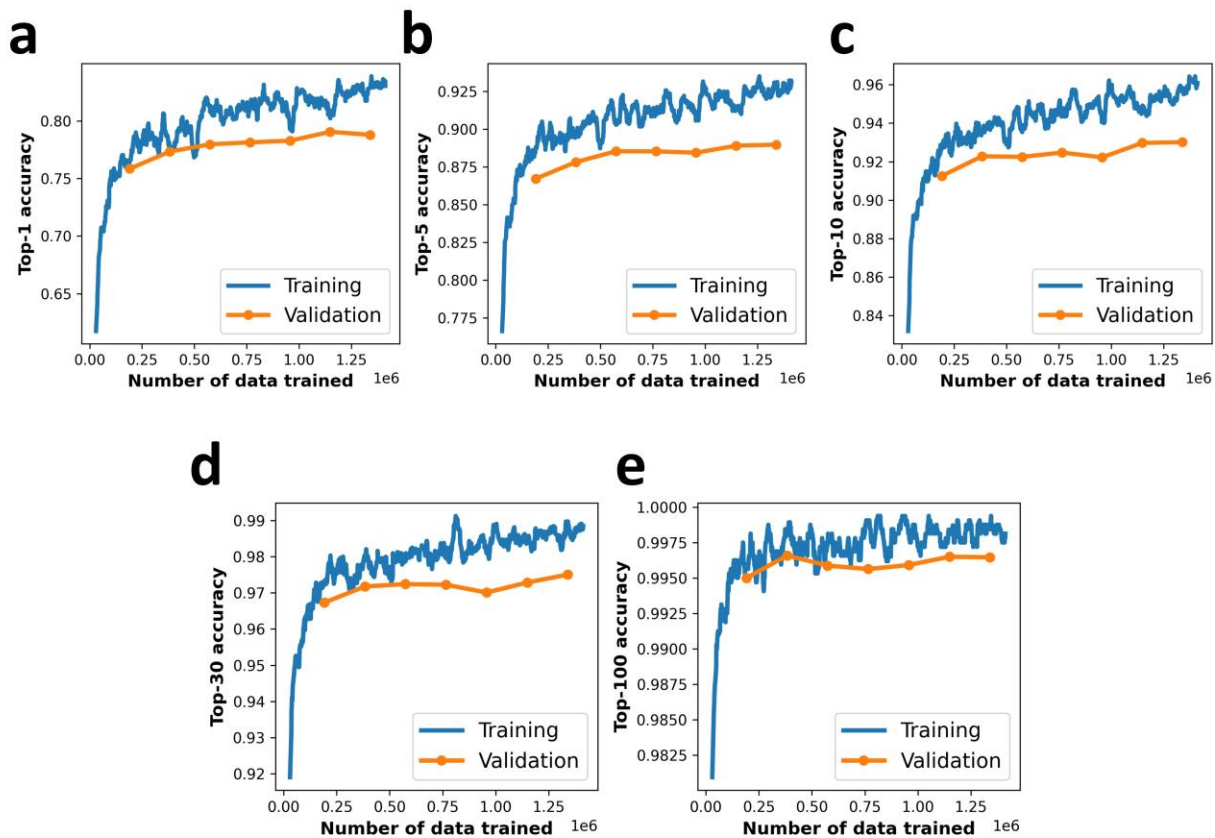 a
Top-1 accuracy
0.80
0.75
0.70
0.65
Training
Validation
0.00 0.25 0.50 0.75 1.00 1.25
Number of data trained 1e6
b
Top-5 accuracy
0.925
0.900
0.875
0.850
0.825
0.800
0.775
Training
Validation
0.00 0.25 0.50 0.75 1.00 1.25
Number of data trained 1e6
c
Top-10 accuracy
0.96
0.94
0.92
0.90
0.88
0.86
0.84
Training
Validation
0.00 0.25 0.50 0.75 1.00 1.25
Number of data trained 1e6
d
Top-30 accuracy
0.99
0.98
0.97
0.96
0.95
0.94
0.93
0.92
Training
Validation
0.00 0.25 0.50 0.75 1.00 1.25
Number of data trained 1e6
e
Top-100 accuracy
1.0000
0.9975
0.9950
0.9925
0.9900
0.9875
0.9850
0.9825
Training
Validation
0.00 0.25 0.50 0.75 1.00 1.25
Number of data trained 1e6